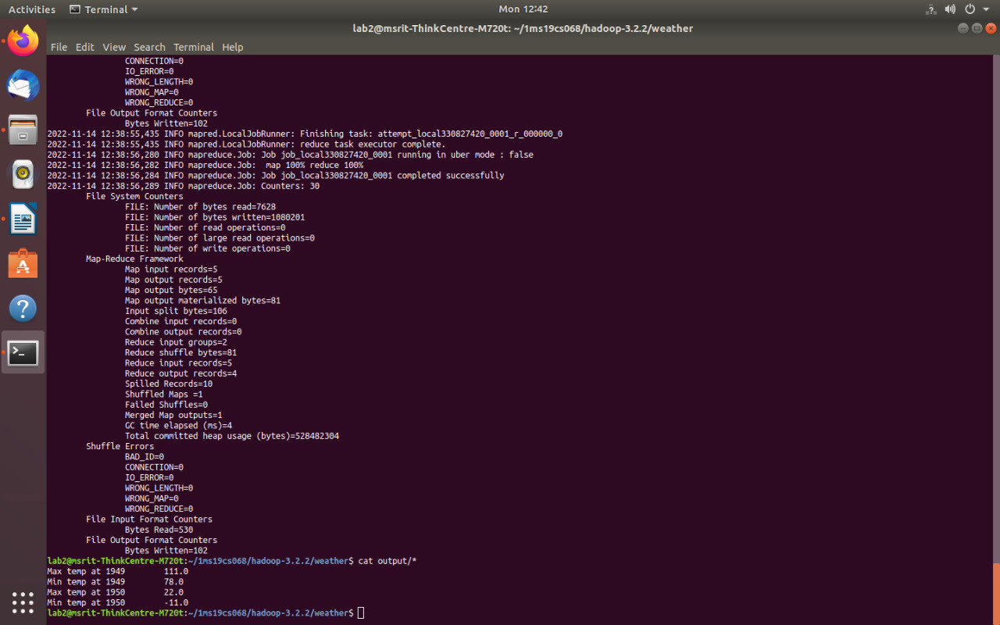 Activities Terminal Mon 12:42
lab2@msrit-ThinkCentre-M720t: ~/1ms19cs068/hadoop-3.2.2/weather
File Edit View Search Terminal Help
CONNECTION=0
IO_ERROR=0
WRONG_LENGTH=0
WRONG_MAP=0
WRONG_REDUCE=0
File Output Format Counters
Bytes Written=102
2022-11-14 12:38:55,435 INFO mapred.LocalJobRunner: Finishing task: attempt_local330827420_0001_r_000000_0
2022-11-14 12:38:55,435 INFO mapred.LocalJobRunner: reduce task executor complete.
2022-11-14 12:38:56,280 INFO mapreduce.Job: Job job_local330827420_0001 running in uber mode : false
2022-11-14 12:38:56,282 INFO mapreduce.Job:  map 100% reduce 100%
2022-11-14 12:38:56,284 INFO mapreduce.Job: Job job_local330827420_0001 completed successfully
2022-11-14 12:38:56,289 INFO mapreduce.Job: Counters: 30
File System Counters
FILE: Number of bytes read=7628
FILE: Number of bytes written=1080201
FILE: Number of read operations=0
FILE: Number of large read operations=0
FILE: Number of write operations=0
Map-Reduce Framework
Map input records=5
Map output records=5
Map output bytes=65
Map output materialized bytes=81
Input split bytes=106
Combine input records=0
Combine output records=0
Reduce input groups=2
Reduce shuffle bytes=81
Reduce input records=5
Reduce output records=4
Spilled Records=10
Shuffled Maps =1
Failed Shuffles=0
Merged Map outputs=1
GC time elapsed (ms)=4
Total committed heap usage (bytes)=528482304
Shuffle Errors
BAD_ID=0
CONNECTION=0
IO_ERROR=0
WRONG_LENGTH=0
WRONG_MAP=0
WRONG_REDUCE=0
File Input Format Counters
Bytes Read=530
File Output Format Counters
Bytes Written=102
lab2@msrit-ThinkCentre-M720t:~/1ms19cs068/hadoop-3.2.2/weather$ cat output/*
Max temp at 1949 111.0
Min temp at 1949 78.0
Max temp at 1950 22.0
Min temp at 1950 -11.0
lab2@msrit-ThinkCentre-M720t:~/1ms19cs068/hadoop-3.2.2/weather$